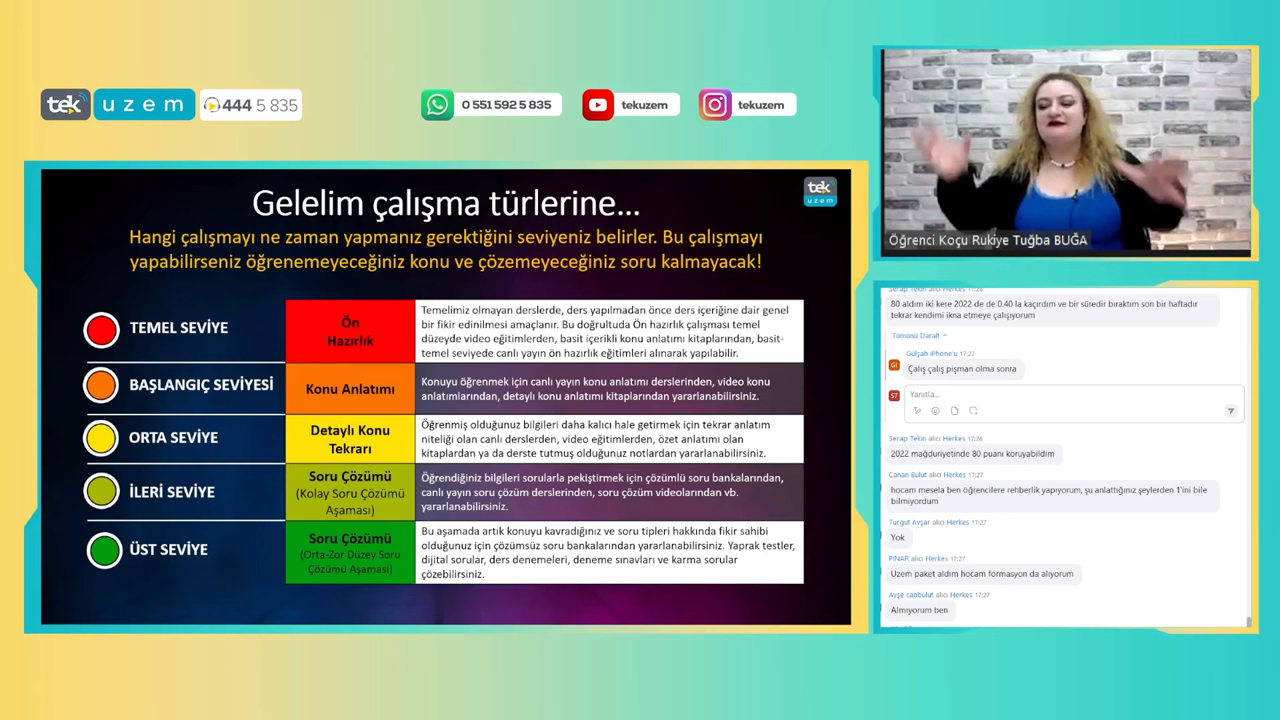 tek uzem 444 5 835
0 551 592 5 835
tekuzem
tekuzem
tek
uzem
Gelelim çalışma türlerine...
Hangi çalışmayı ne zaman yapmanız gerektiğini seviyeniz belirler. Bu çalışmayı
yapabilirseniz öğrenemeyeceğiniz konu ve çözemeyeceğiniz soru kalmayacak!
TEMEL SEVİYE
Ön
Hazırlık
Temelimiz olmayan derslerde, ders yapılmadan önce ders içeriğine dair genel
bir fikir edinilmesi amaçlanır. Bu doğrultuda Ön hazırlık çalışması temel
düzeyde video eğitimlerden, basit içerikli konu anlatımı kitaplarından, basit-
temel seviyede canlı yayın ön hazırlık eğitimleri alınarak yapılabilir.
BAŞLANGIÇ SEVİYESİ
Konu Anlatımı
Konuyu öğrenmek için canlı yayın konu anlatımı derslerinden, video konu
anlatımlarından, detaylı konu anlatımı kitaplarından yararlanabilirsiniz.
ORTA SEVİYE
Detaylı Konu
Tekrarı
Öğrenmiş olduğunuz bilgileri daha kalıcı hale getirmek için tekrar anlatım
niteliği olan canlı derslerden, video eğitimlerden, özet anlatımı olan
kitaplardan ya da derste tutmuş olduğunuz notlardan yararlanabilirsiniz.
İLERİ SEVİYE
Soru Çözümü
(Kolay Soru Çözümü
Aşaması)
Öğrendiğiniz bilgileri sorularla pekiştirmek için çözümlü soru bankalarından,
canlı yayın soru çözüm derslerinden, soru çözüm videolarından vb.
yararlanabilirsiniz.
ÜST SEVİYE
Soru Çözümü
(Orta-Zor Düzey Soru
Çözümü Aşaması)
Bu aşamada artık konuyu kavradığınız ve soru tipleri hakkında fikir sahibi
olduğunuz için çözümsüz soru bankalarından yararlanabilirsiniz. Yaprak testler,
dijital sorular, ders denemeleri, deneme sınavları ve karma sorular
çözebilirsiniz.
Öğrenci Koçu Rukiye Tuğba BUĞA
Serap Tekin alıcı Herkes 17:26
80 aldım iki kere 2022 de de 0.40 la kaçırdım ve bir süredir bıraktım son bir haftadır
tekrar kendimi ikna etmeye çalışıyorum
Tümünü Daralt
Gülşah iPhone'u 17:27
GI
Çalış çalış pişman olma sonra
ST
Yanıtla...
Serap Tekin alıcı Herkes 17:26
2022 mağduriyetinde 80 puanı koruyabildim
Canan Bulut alıcı Herkes 17:27
hocam mesela ben öğrencilere rehberlik yapıyorum, şu anlattığınız şeylerden 1'ini bile
bilmiyordum
Turgut Avşar alıcı Herkes 17:27
Yok
PINAR alıcı Herkes 17:27
Uzem paket aldım hocam formasyon da alıyorum
Ayşe canbulut alıcı Herkes 17:27
Almıyorum ben